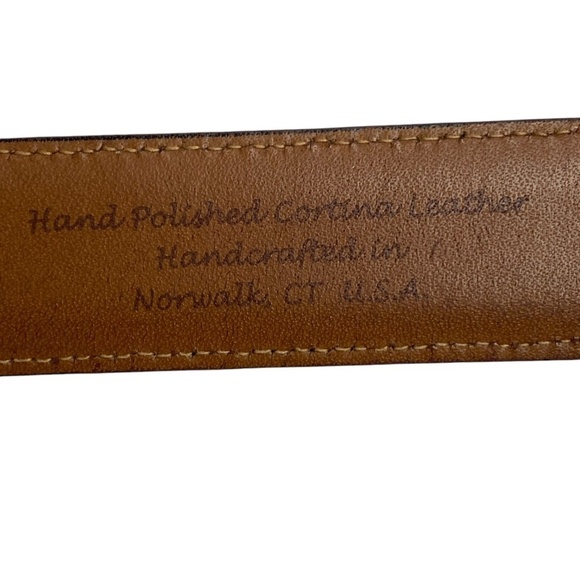 Hand Polished Cortina Leather
Handcrafted in
Norwalk, CT U.S.A.